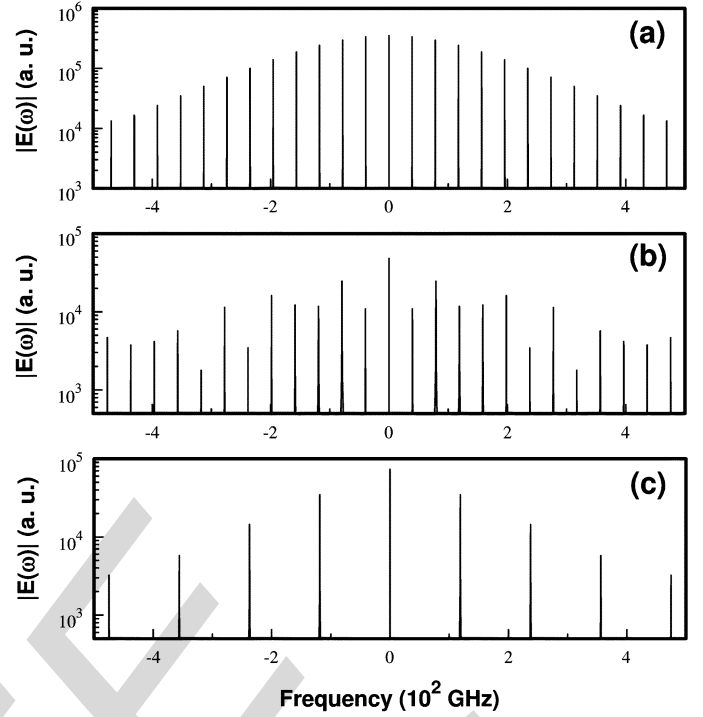 10^6
(a)
10^5
|E(ω)| (a. u.)
10^4
10^3
-4 -2 0 2 4
10^5
(b)
10^4
|E(ω)| (a. u.)
10^3
-4 -2 0 2 4
10^5
(c)
10^4
|E(ω)| (a. u.)
10^3
-4 -2 0 2 4
Frequency (10^2 GHz)